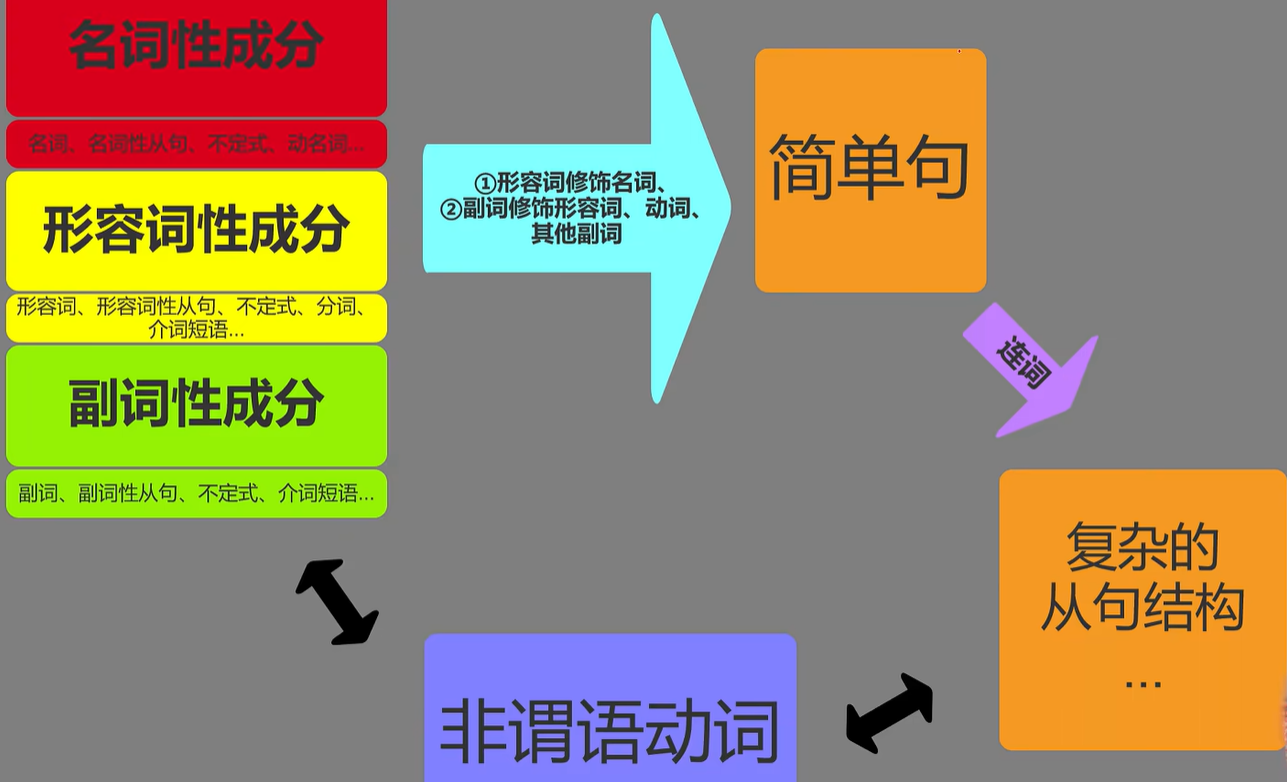 名词性成分
名词、名词性从句、不定式、动名词...
形容词性成分
形容词、形容词性从句、不定式、分词、
介词短语...
副词性成分
副词、副词性从句、不定式、介词短语...
①形容词修饰名词、
②副词修饰形容词、动词、
其他副词
简单句
连词
复杂的
从句结构
...
非谓语动词